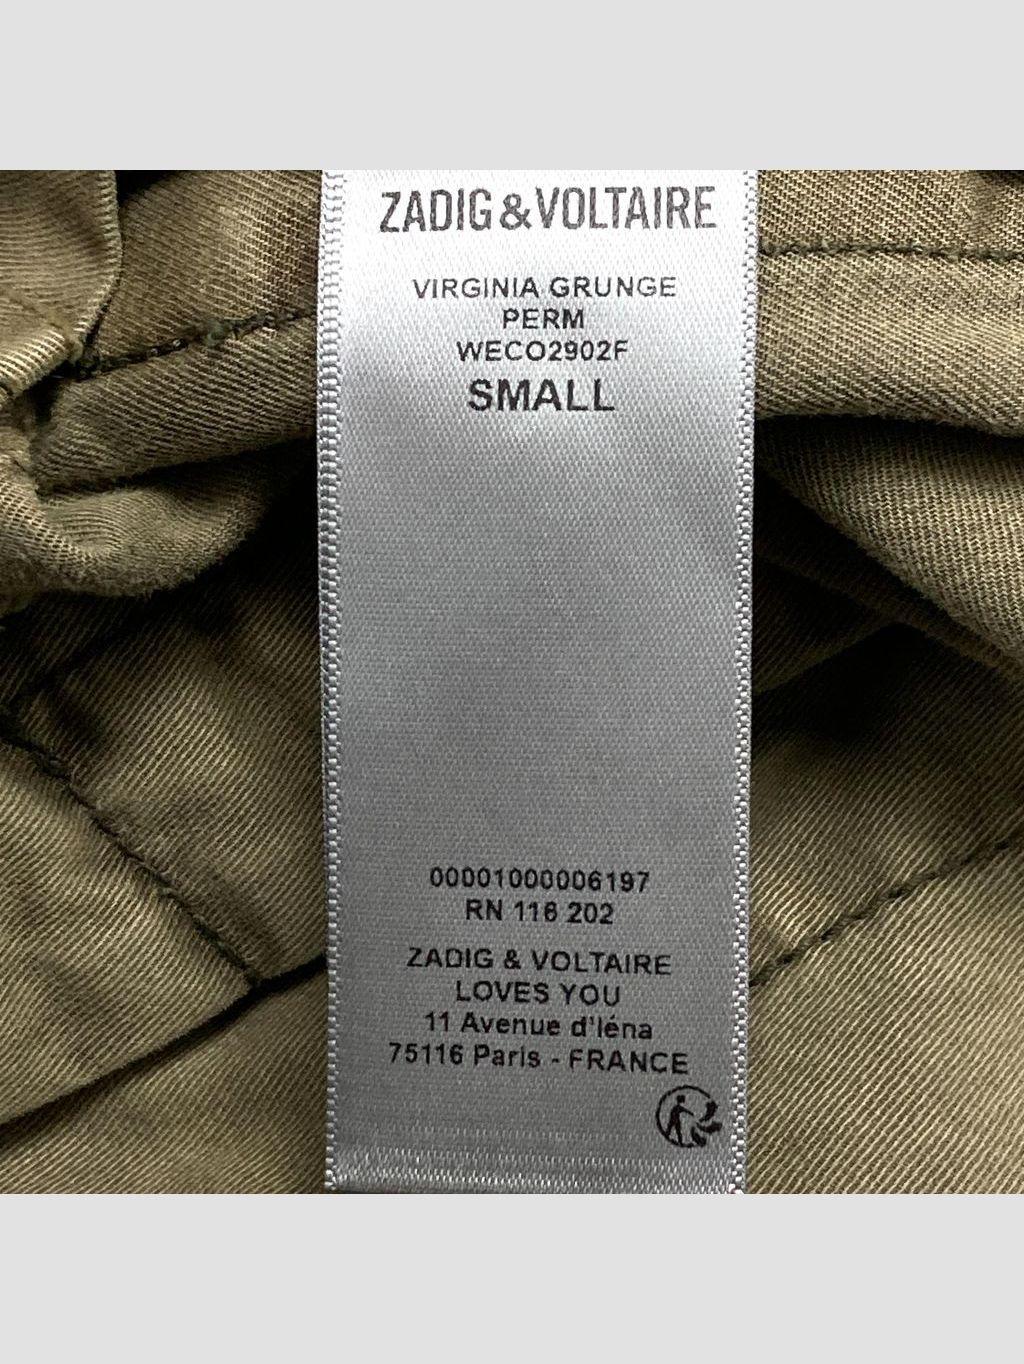 ZADIG&VOLTAIRE
VIRGINIA GRUNGE
PERM
WECO2902F
SMALL
00001000006197
RN 116 202
ZADIG & VOLTAIRE
LOVES YOU
11 Avenue d'Iéna
75116 Paris - FRANCE